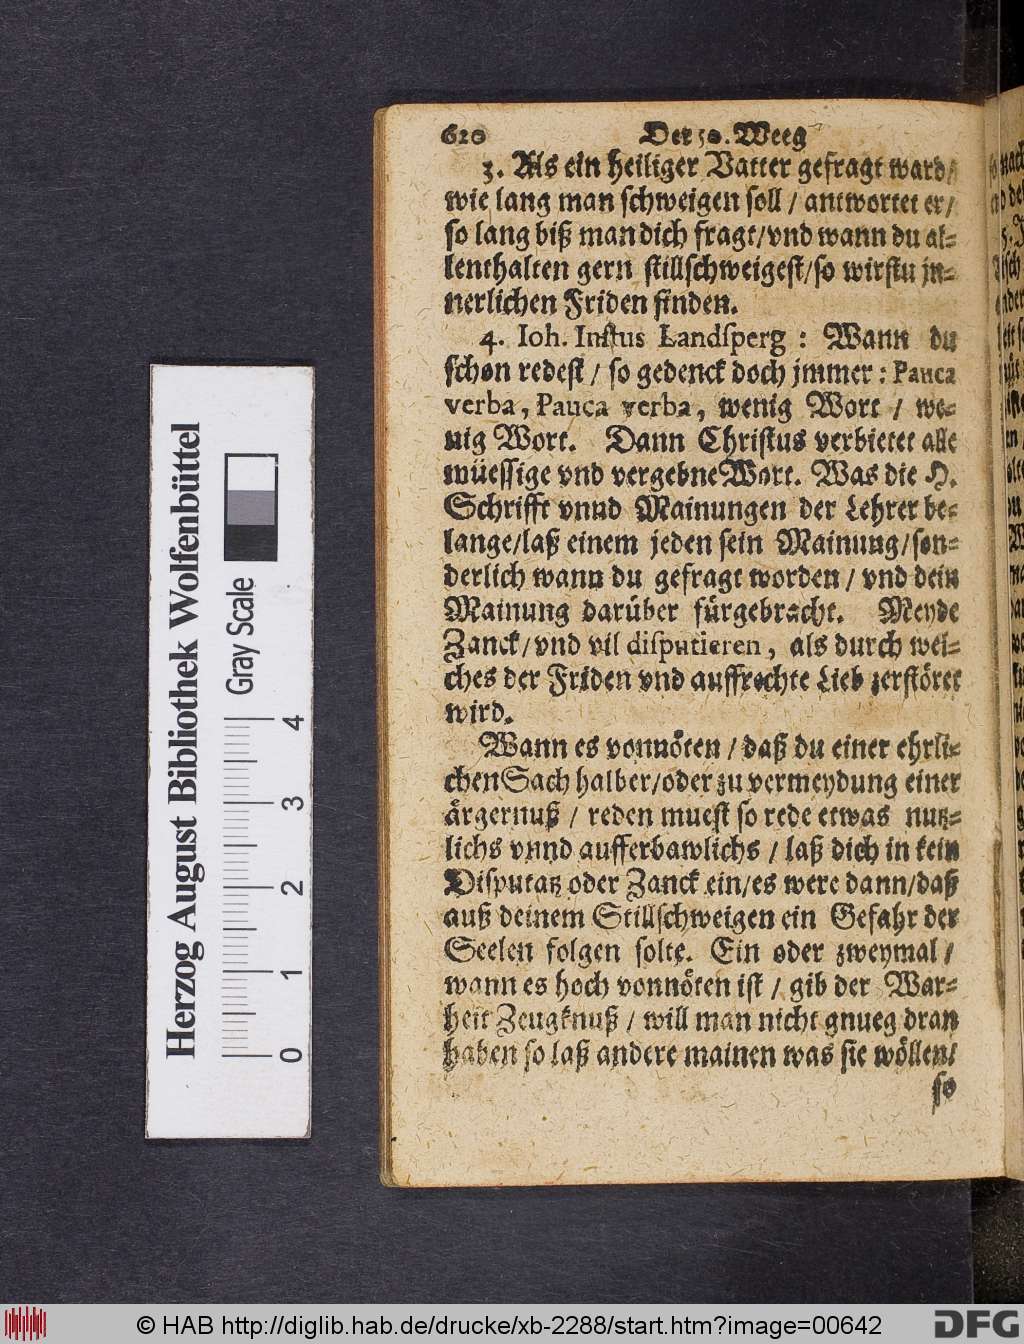 620 Der 50. Weeg
3. Als ein heiliger Vatter gefragt ward/
wie lang man schweigen soll / antwortet er/
so lang biß man dich fragt/vnd wann du al-
lenthalten gern stillschweigest/so wirstu jn-
nerlichen Friden finden.
4. Ioh. Iustus Landsperg : Wann du
schon redest / so gedenck doch jmmer : Pauca
verba, Pauca verba, wenig Wort / we-
nig Wort. Dann Christus verbietet alle
müessige vnd vergebne Wort. Was die H.
Schrifft vnnd Mainungen der Lehrer be-
lange/laß einem jeden sein Mainung/son-
derlich wann du gefragt worden / vnd dein
Mainung darüber fürgebracht. Meyde
Zanck/vnd vil disputieren, als durch wel-
ches der Friden vnd auffrechte Lieb zerstöret
wird.
Wann es vonnöten / daß du einer ehrli-
chen Sach halber/oder zu vermeydung einer
ärgernuß / reden muest so rede etwas nutz-
lichs vnnd aufferbawlichs / laß dich in kein
Disputatz oder Zanck ein/es were dann/daß
auß deinem Stillschweigen ein Gefahr der
Seelen folgen solte. Ein oder zweymal /
wann es hoch vonnöten ist / gib der War-
heit Zeugknuß / will man nicht gnueg dran
haben so laß andere mainen was sie wöllen/
so
Herzog August Bibliothek Wolfenbüttel
Gray Scale
0 1 2 3 4
© HAB http://diglib.hab.de/drucke/xb-2288/start.htm?image=00642
DFG